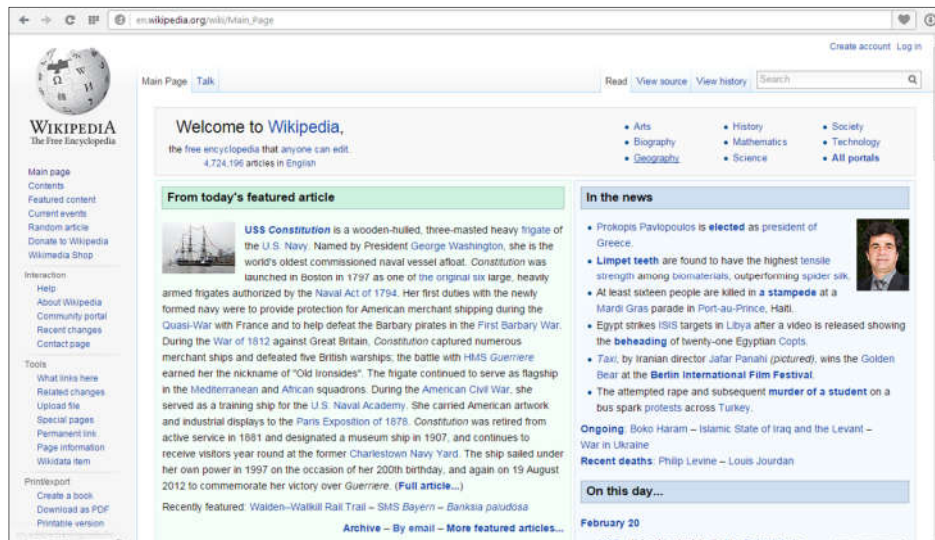 en.wikipedia.org/wiki/Main_Page
Create account Log in
Main Page Talk
Read View source View history Search
WIKIPEDIA
The Free Encyclopedia
Main page
Contents
Featured content
Current events
Random article
Donate to Wikipedia
Wikimedia Shop
Interaction
Help
About Wikipedia
Community portal
Recent changes
Contact page
Tools
What links here
Related changes
Upload file
Special pages
Permanent link
Page information
Wikidata item
Print/export
Create a book
Download as PDF
Printable version
Welcome to Wikipedia,
the free encyclopedia that anyone can edit.
4,724,196 articles in English
• Arts
• Biography
• Geography
• History
• Mathematics
• Science
• Society
• Technology
• All portals
From today's featured article
USS Constitution is a wooden-hulled, three-masted heavy frigate of
the U.S. Navy. Named by President George Washington, she is the
world's oldest commissioned naval vessel afloat. Constitution was
launched in Boston in 1797 as one of the original six large, heavily
armed frigates authorized by the Naval Act of 1794. Her first duties with the newly
formed navy were to provide protection for American merchant shipping during the
Quasi-War with France and to help defeat the Barbary pirates in the First Barbary War.
During the War of 1812 against Great Britain, Constitution captured numerous
merchant ships and defeated five British warships; the battle with HMS Guerriere
earned her the nickname of "Old Ironsides". The frigate continued to serve as flagship
in the Mediterranean and African squadrons. During the American Civil War, she
served as a training ship for the U.S. Naval Academy. She carried American artwork
and industrial displays to the Paris Exposition of 1878. Constitution was retired from
active service in 1881 and designated a museum ship in 1907, and continues to
receive visitors year round at the former Charlestown Navy Yard. The ship sailed under
her own power in 1997 on the occasion of her 200th birthday, and again on 19 August
2012 to commemorate her victory over Guerriere. (Full article...)
Recently featured: Walden–Wallkill Rail Trail – SMS Bayern – Banksia paludosa
Archive – By email – More featured articles...
In the news
• Prokopis Pavlopoulos is elected as president of
Greece.
• Limpet teeth are found to have the highest tensile
strength among biomaterials, outperforming spider silk.
• At least sixteen people are killed in a stampede at a
Mardi Gras parade in Port-au-Prince, Haiti.
• Egypt strikes ISIS targets in Libya after a video is released showing
the beheading of twenty-one Egyptian Copts.
• Taxi, by Iranian director Jafar Panahi (pictured), wins the Golden
Bear at the Berlin International Film Festival.
• The attempted rape and subsequent murder of a student on a
bus spark protests across Turkey.
Ongoing: Boko Haram – Islamic State of Iraq and the Levant –
War in Ukraine
Recent deaths: Philip Levine – Louis Jourdan
On this day...
February 20